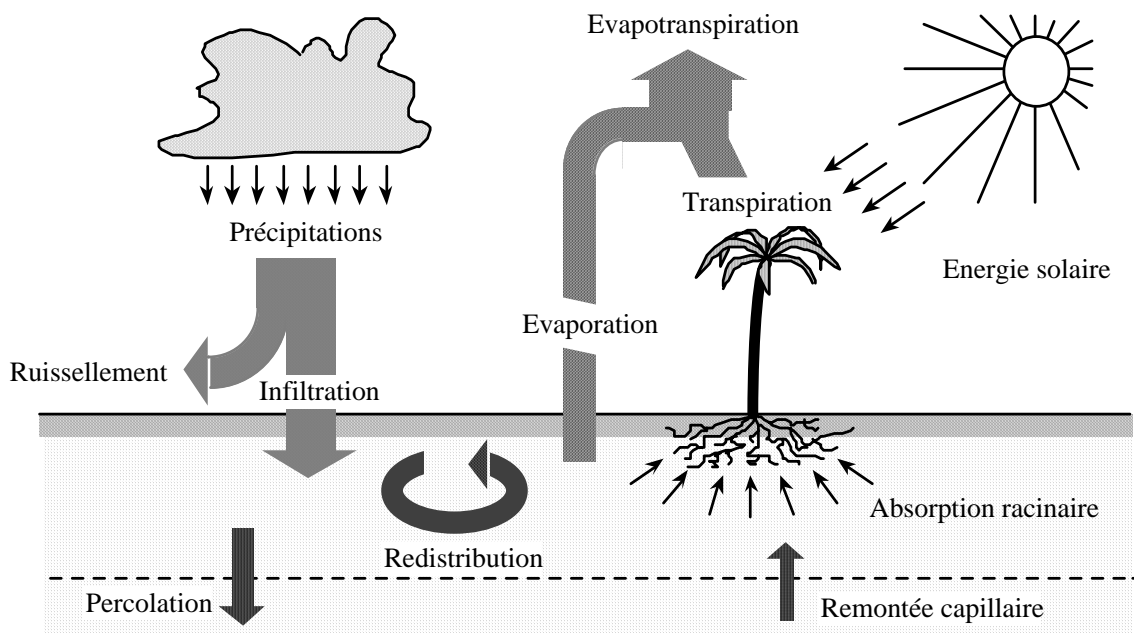 Evapotranspiration
Transpiration
Précipitations
Energie solaire
Evaporation
Ruissellement
Infiltration
Absorption racinaire
Redistribution
Percolation
Remontée capillaire